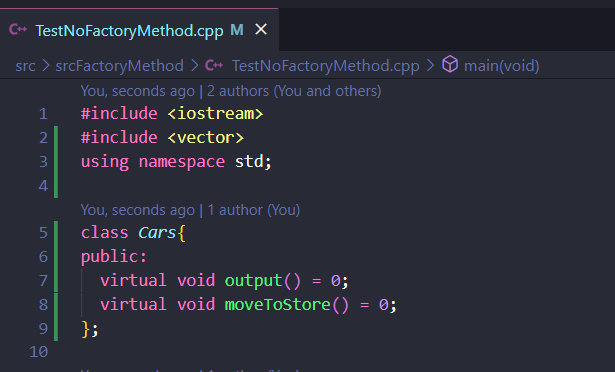 TestNoFactoryMethod.cpp M ×
src > srcFactoryMethod > TestNoFactoryMethod.cpp > main(void)
You, seconds ago | 2 authors (You and others)
1 #include <iostream>
2 #include <vector>
3 using namespace std;
4
You, seconds ago | 1 author (You)
5 class Cars{
6 public:
7 virtual void output() = 0;
8 virtual void moveToStore() = 0;
9 };
10